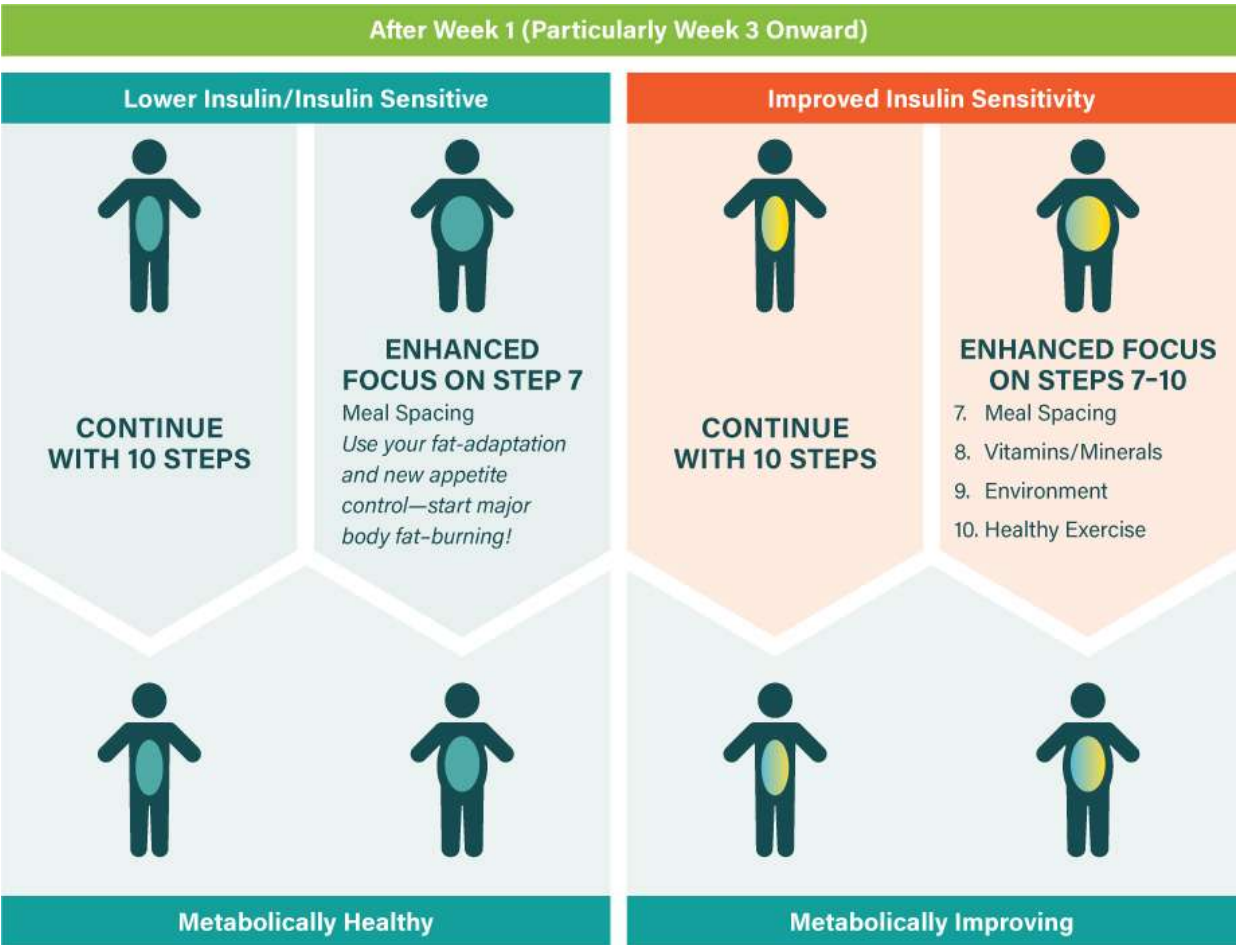 After Week 1 (Particularly Week 3 Onward)
Lower Insulin/Insulin Sensitive
CONTINUE
WITH 10 STEPS
ENHANCED
FOCUS ON STEP 7
Meal Spacing
Use your fat-adaptation
and new appetite
control—start major
body fat–burning!
Metabolically Healthy
Improved Insulin Sensitivity
CONTINUE
WITH 10 STEPS
ENHANCED FOCUS
ON STEPS 7–10
7. Meal Spacing
8. Vitamins/Minerals
9. Environment
10. Healthy Exercise
Metabolically Improving